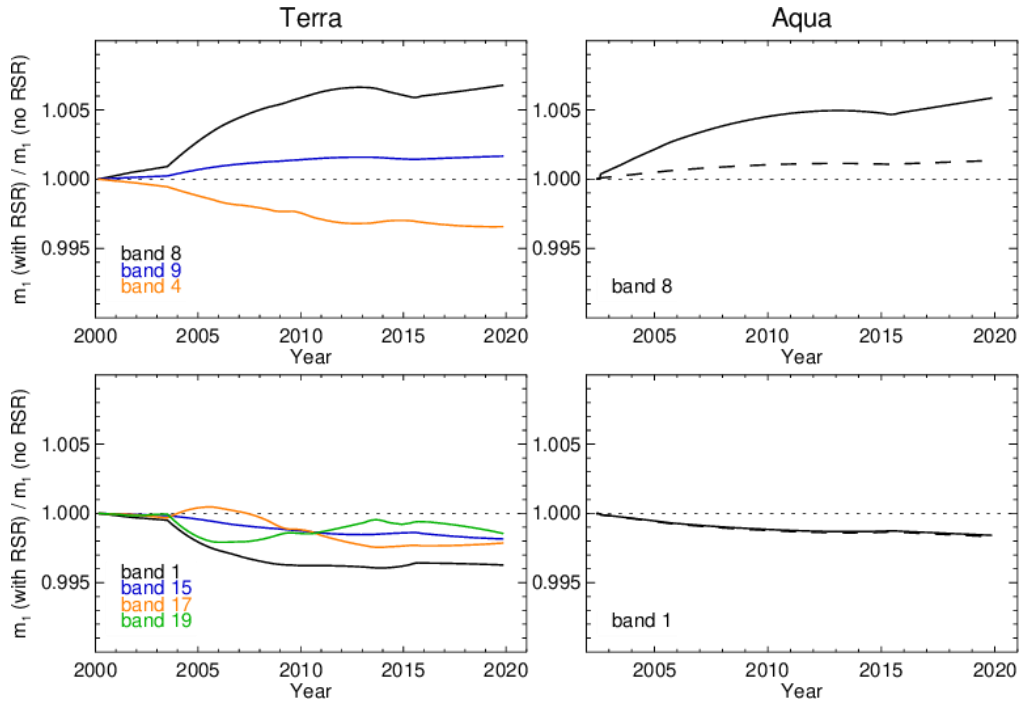 Terra
Aqua
m₁ (with RSR) / m₁ (no RSR)
1.005
1.000
0.995
band 8
band 9
band 4
2000 2005 2010 2015 2020
Year
1.005
1.000
0.995
band 8
2005 2010 2015 2020
Year
m₁ (with RSR) / m₁ (no RSR)
1.005
1.000
0.995
band 1
band 15
band 17
band 19
2000 2005 2010 2015 2020
Year
1.005
1.000
0.995
band 1
2005 2010 2015 2020
Year